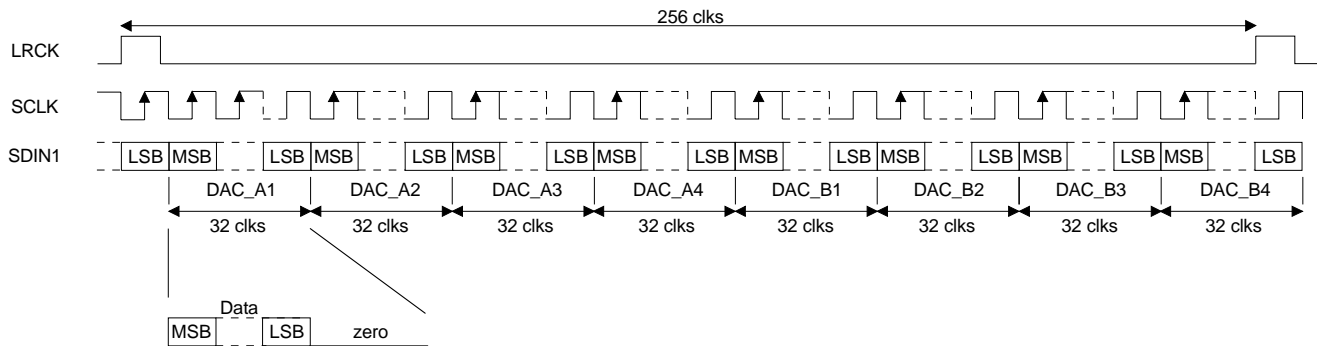 256 clks
LRCK
SCLK
SDIN1
LSB MSB LSB MSB LSB MSB LSB MSB LSB MSB LSB MSB LSB MSB LSB MSB LSB
DAC_A1 DAC_A2 DAC_A3 DAC_A4 DAC_B1 DAC_B2 DAC_B3 DAC_B4
32 clks 32 clks 32 clks 32 clks 32 clks 32 clks 32 clks 32 clks
Data
MSB LSB zero